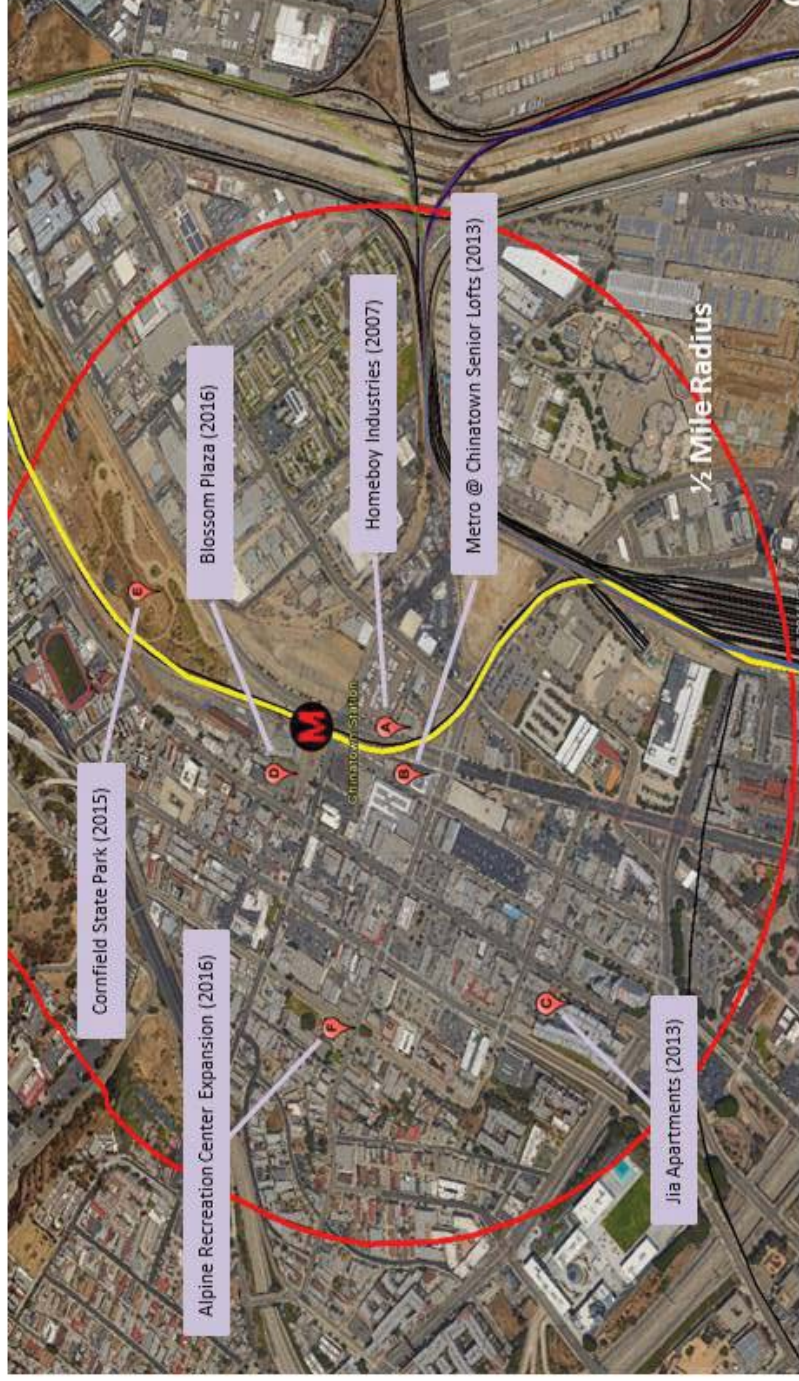 Cornfield State Park (2015)
Alpine Recreation Center Expansion (2016)
Blossom Plaza (2016)
Homeboy Industries (2007)
Metro @ Chinatown Senior Lofts (2013)
Jia Apartments (2013)
Chinatown Station
½ Mile Radius
M
A
B
C
D
E
F